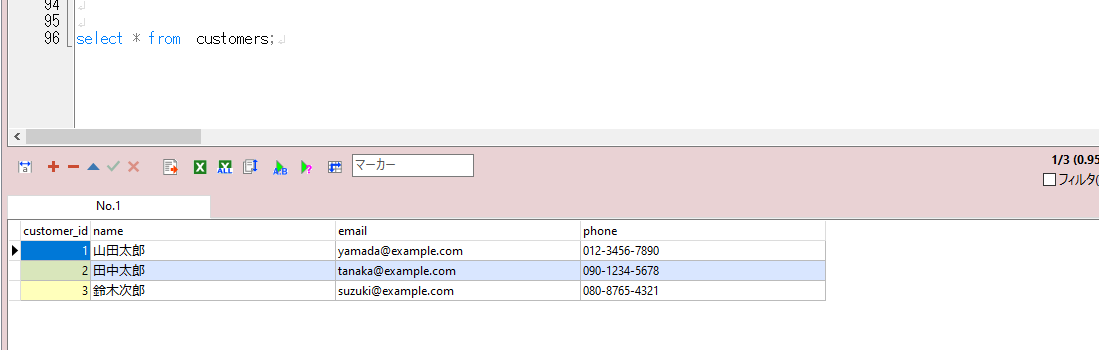 94
95
96 select * from customers;
マーカー
1/3 (0.95
フィルタ(
No.1
customer_id name email phone
1 山田太郎 yamada@example.com 012-3456-7890
2 田中太郎 tanaka@example.com 090-1234-5678
3 鈴木次郎 suzuki@example.com 080-8765-4321